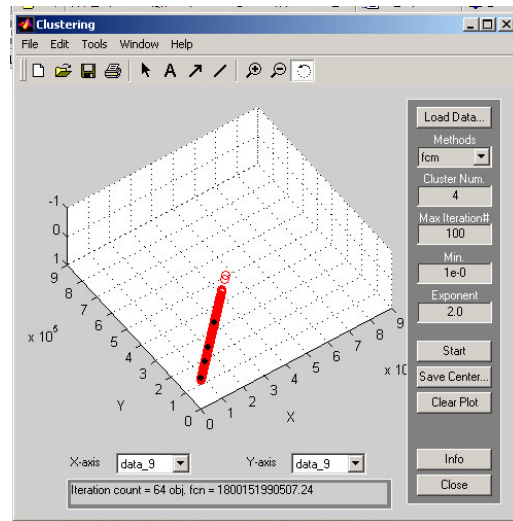 Clustering
File Edit Tools Window Help
Load Data...
Methods
fcm
Cluster Num.
4
Max Iteration#
100
Min.
1e-0
Exponent
2.0
Start
Save Center...
Clear Plot
Info
Close
-1
0
1
9
8
7
6
5
4
3
2
1
0
x 10
Y
0
1
2
3
4
5
6
7
8
9
x 10
X
X-axis data_9 Y-axis data_9
Iteration count = 64 obj. fcn = 1800151990507.24